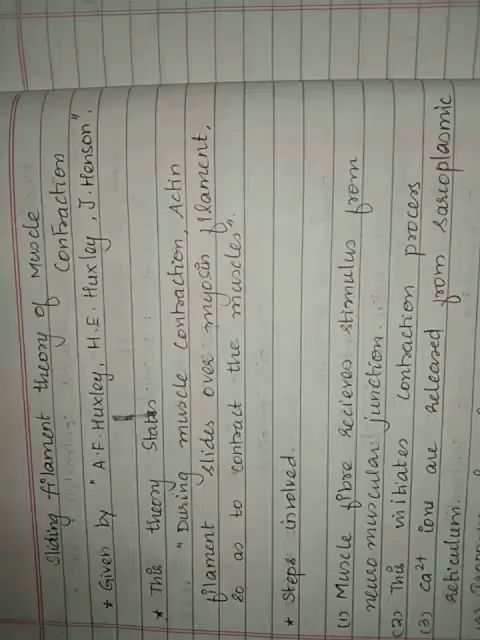 Sliding filament theory of Muscle
Contraction
* Given by "A.F. Huxley, H.E. Huxley, J. Henson".
* This theory States
"During muscle contraction, Actin
filament slides over myosin filament,
so as to contract the muscles".
* Steps involved.
(1) Muscle fibre recieves stimulus from
neuromuscular junction.
(2) This initiates contraction process
(3) Ca2+ ions are released from sarcoplasmic
reticulum.